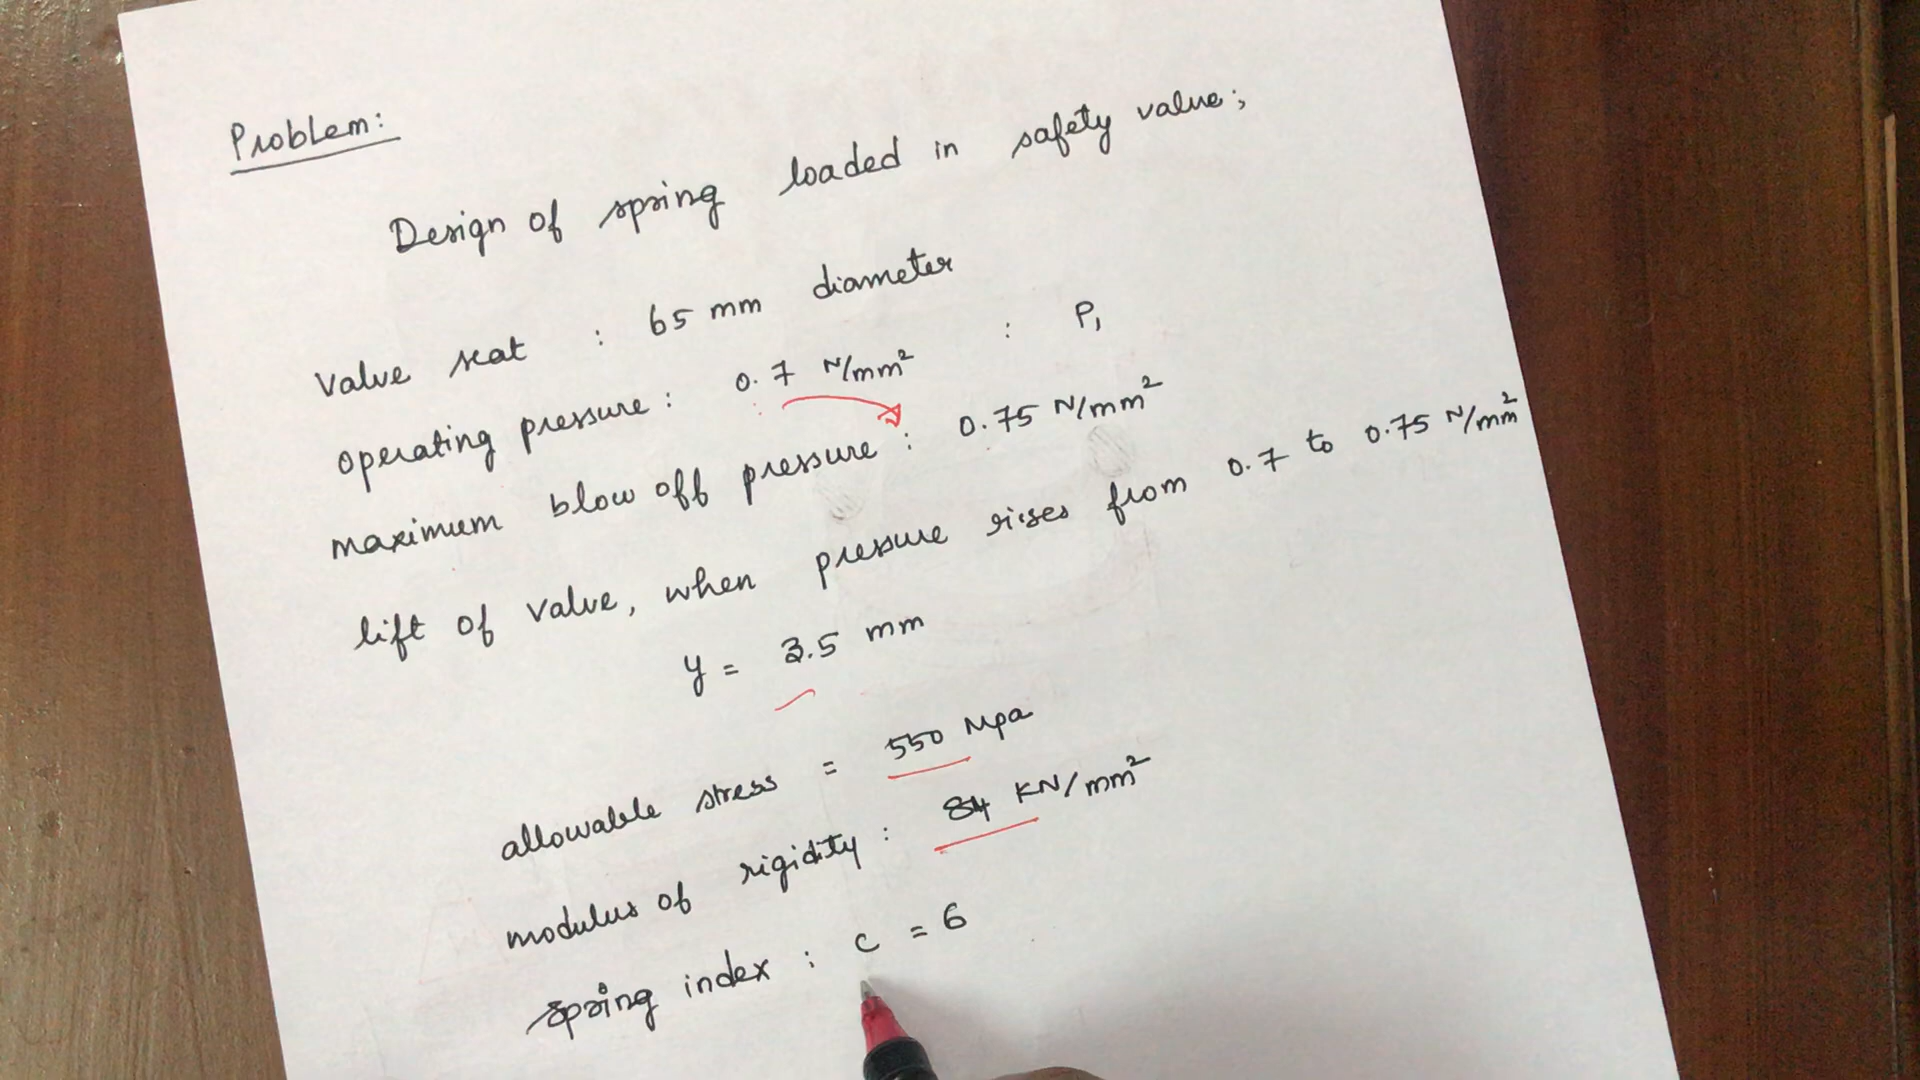 Problem:
Design of spring loaded in safety value;
Valve seat : 65 mm diameter
operating pressure : 0.7 N/mm² : P₁
maximum blow off pressure : 0.75 N/mm²
lift of valve, when pressure rises from 0.7 to 0.75 N/mm²
y = 3.5 mm
allowable stress = 550 Mpa
modulus of rigidity : 84 KN/mm²
spring index : c = 6